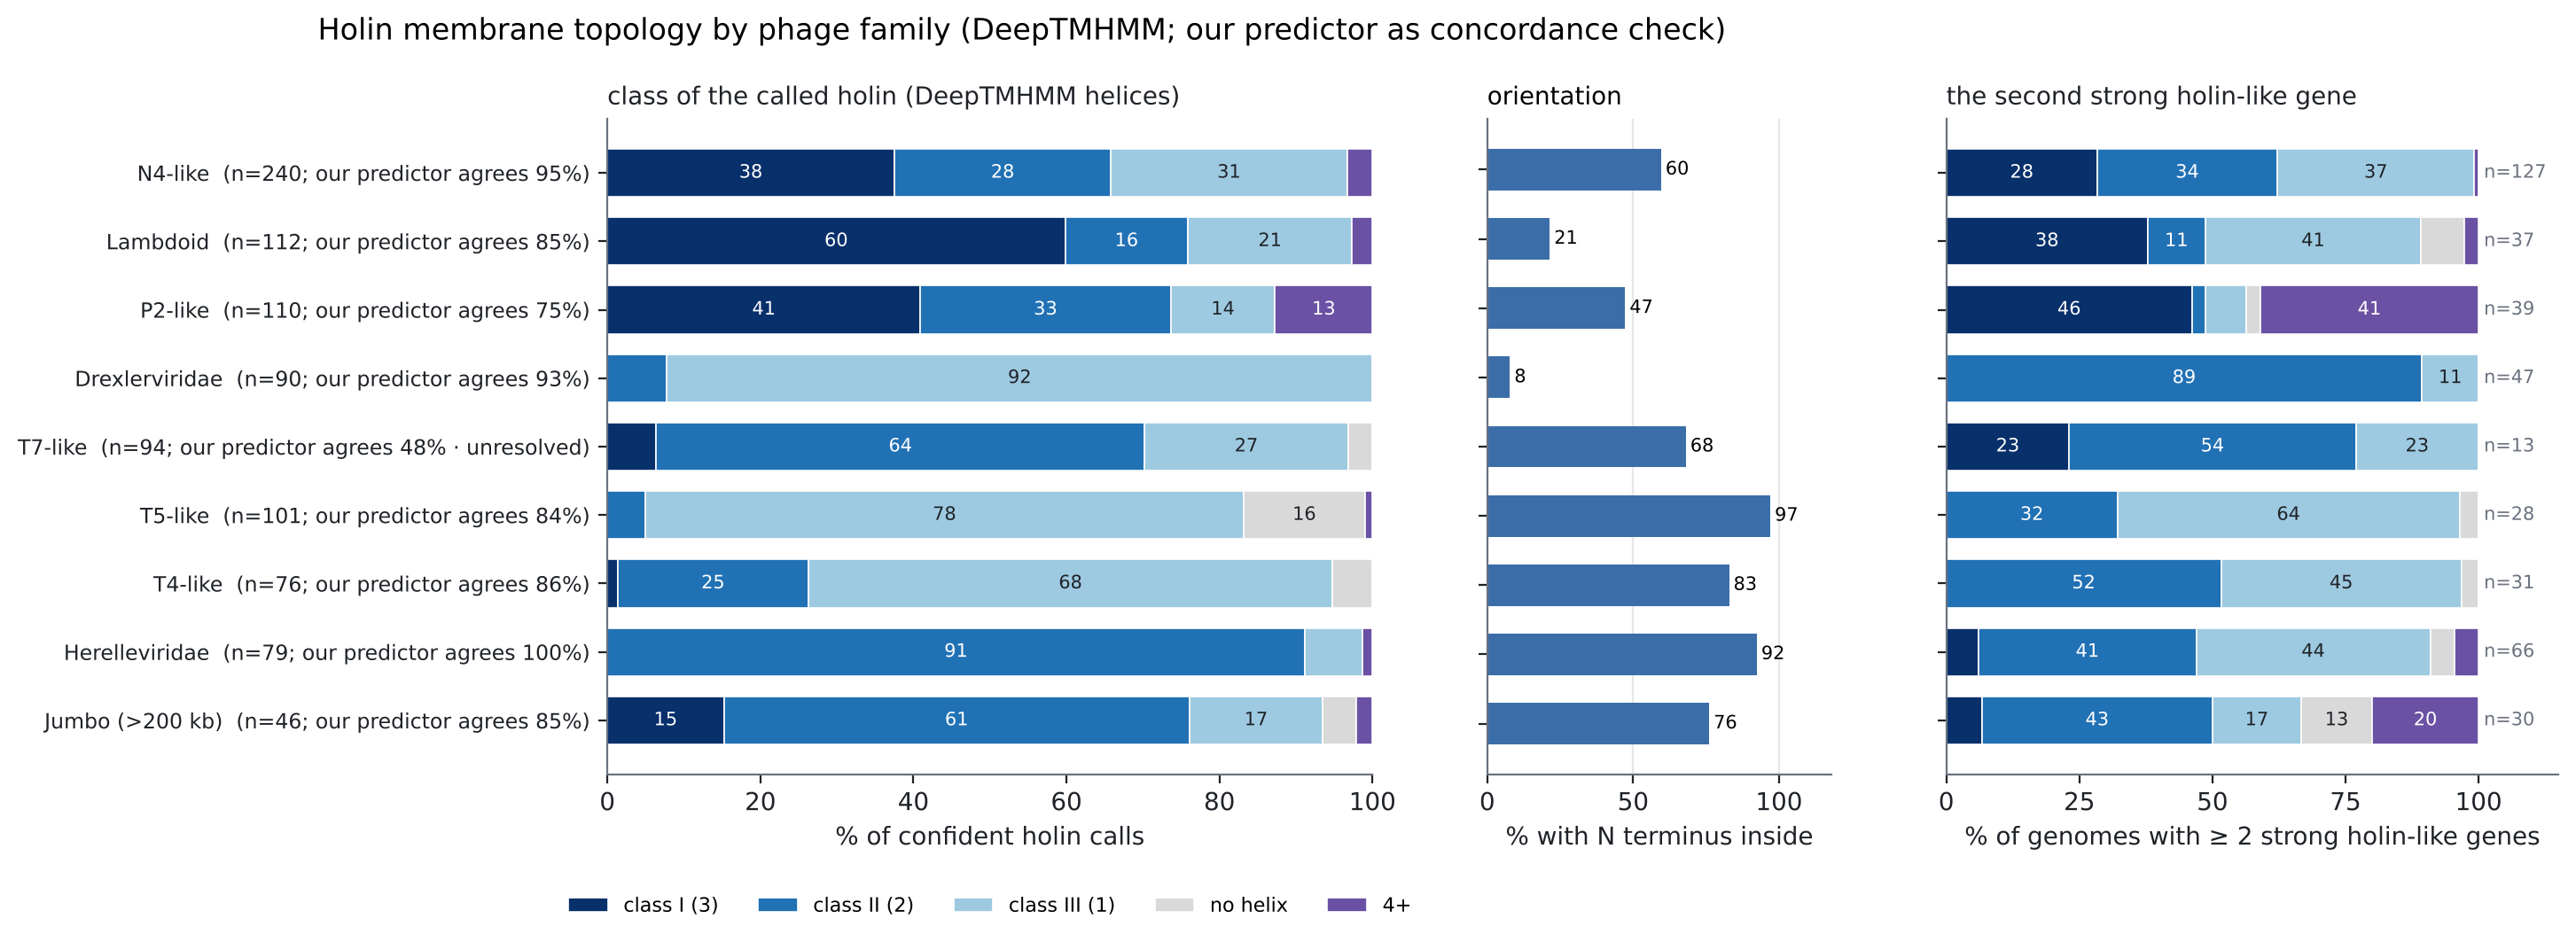 Holin membrane topology by phage family (DeepTMHMM; our predictor as concordance check)
class of the called holin (DeepTMHMM helices)
orientation
the second strong holin-like gene
N4-like (n=240; our predictor agrees 95%)
38 28 31
60
28 34 37
n=127
Lambdoid (n=112; our predictor agrees 85%)
60 16 21
21
38 11 41
n=37
P2-like (n=110; our predictor agrees 75%)
41 33 14 13
47
46 41
n=39
Drexlerviridae (n=90; our predictor agrees 93%)
92
8
89 11
n=47
T7-like (n=94; our predictor agrees 48% · unresolved)
64 27
68
23 54 23
n=13
T5-like (n=101; our predictor agrees 84%)
78 16
97
32 64
n=28
T4-like (n=76; our predictor agrees 86%)
25 68
83
52 45
n=31
Herelleviridae (n=79; our predictor agrees 100%)
91
92
41 44
n=66
Jumbo (>200 kb) (n=46; our predictor agrees 85%)
15 61 17
76
43 17 13 20
n=30
0 20 40 60 80 100
0 50 100
0 25 50 75 100
% of confident holin calls
% with N terminus inside
% of genomes with ≥ 2 strong holin-like genes
class I (3)
class II (2)
class III (1)
no helix
4+